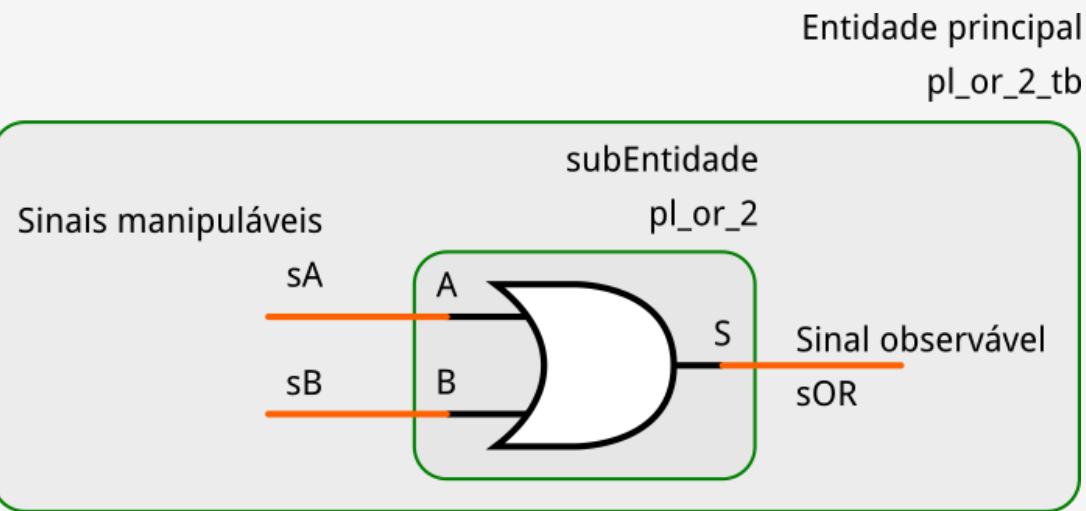 Entidade principal
pl_or_2_tb
subEntidade
pl_or_2
Sinais manipuláveis
sA
A
S
Sinal observável
sB
B
sOR